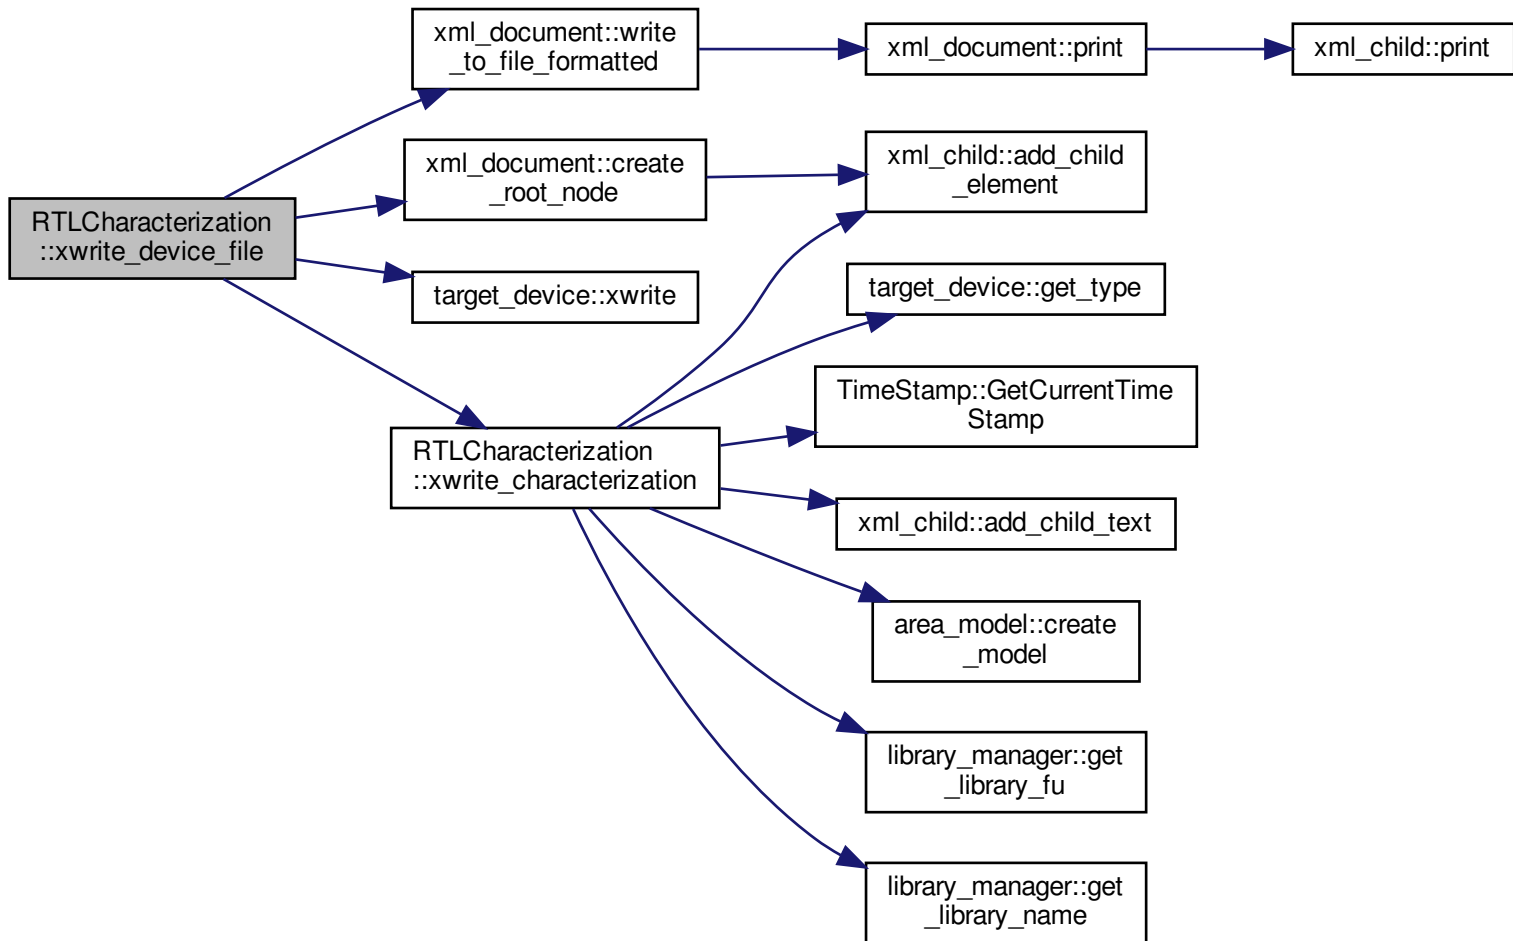 xml_document::write
_to_file_formatted
xml_document::print
xml_child::print
xml_document::create
_root_node
xml_child::add_child
_element
RTLCharacterization
::xwrite_device_file
target_device::xwrite
target_device::get_type
TimeStamp::GetCurrentTime
Stamp
RTLCharacterization
::xwrite_characterization
xml_child::add_child_text
area_model::create
_model
library_manager::get
_library_fu
library_manager::get
_library_name